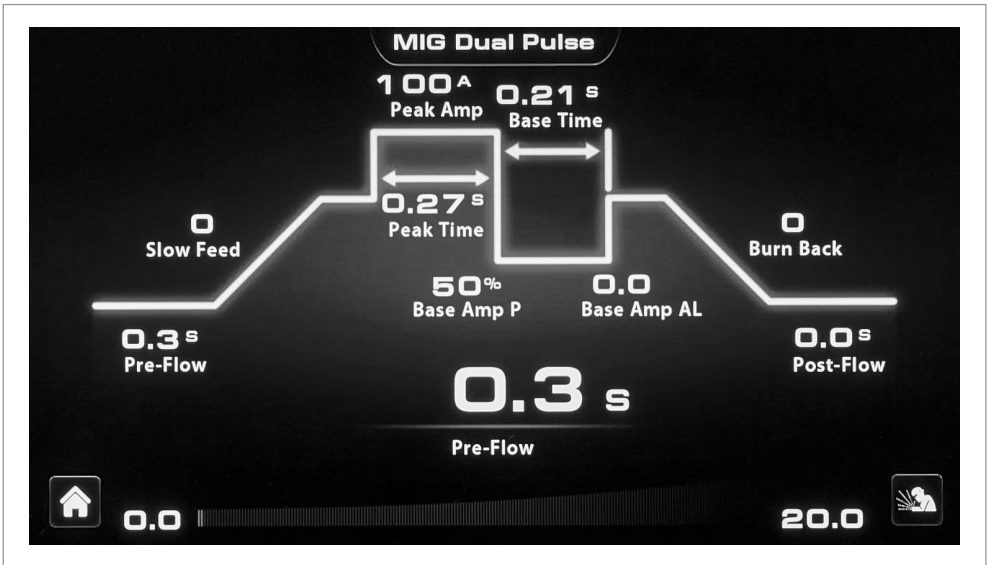 MIG Dual Pulse
100 A
Peak Amp
0.21 S
Base Time
0.27 S
Peak Time
0
Slow Feed
0
Burn Back
50%
Base Amp P
0.0
Base Amp AL
0.3 S
Pre-Flow
0.0 S
Post-Flow
0.3 S
Pre-Flow
0.0
20.0